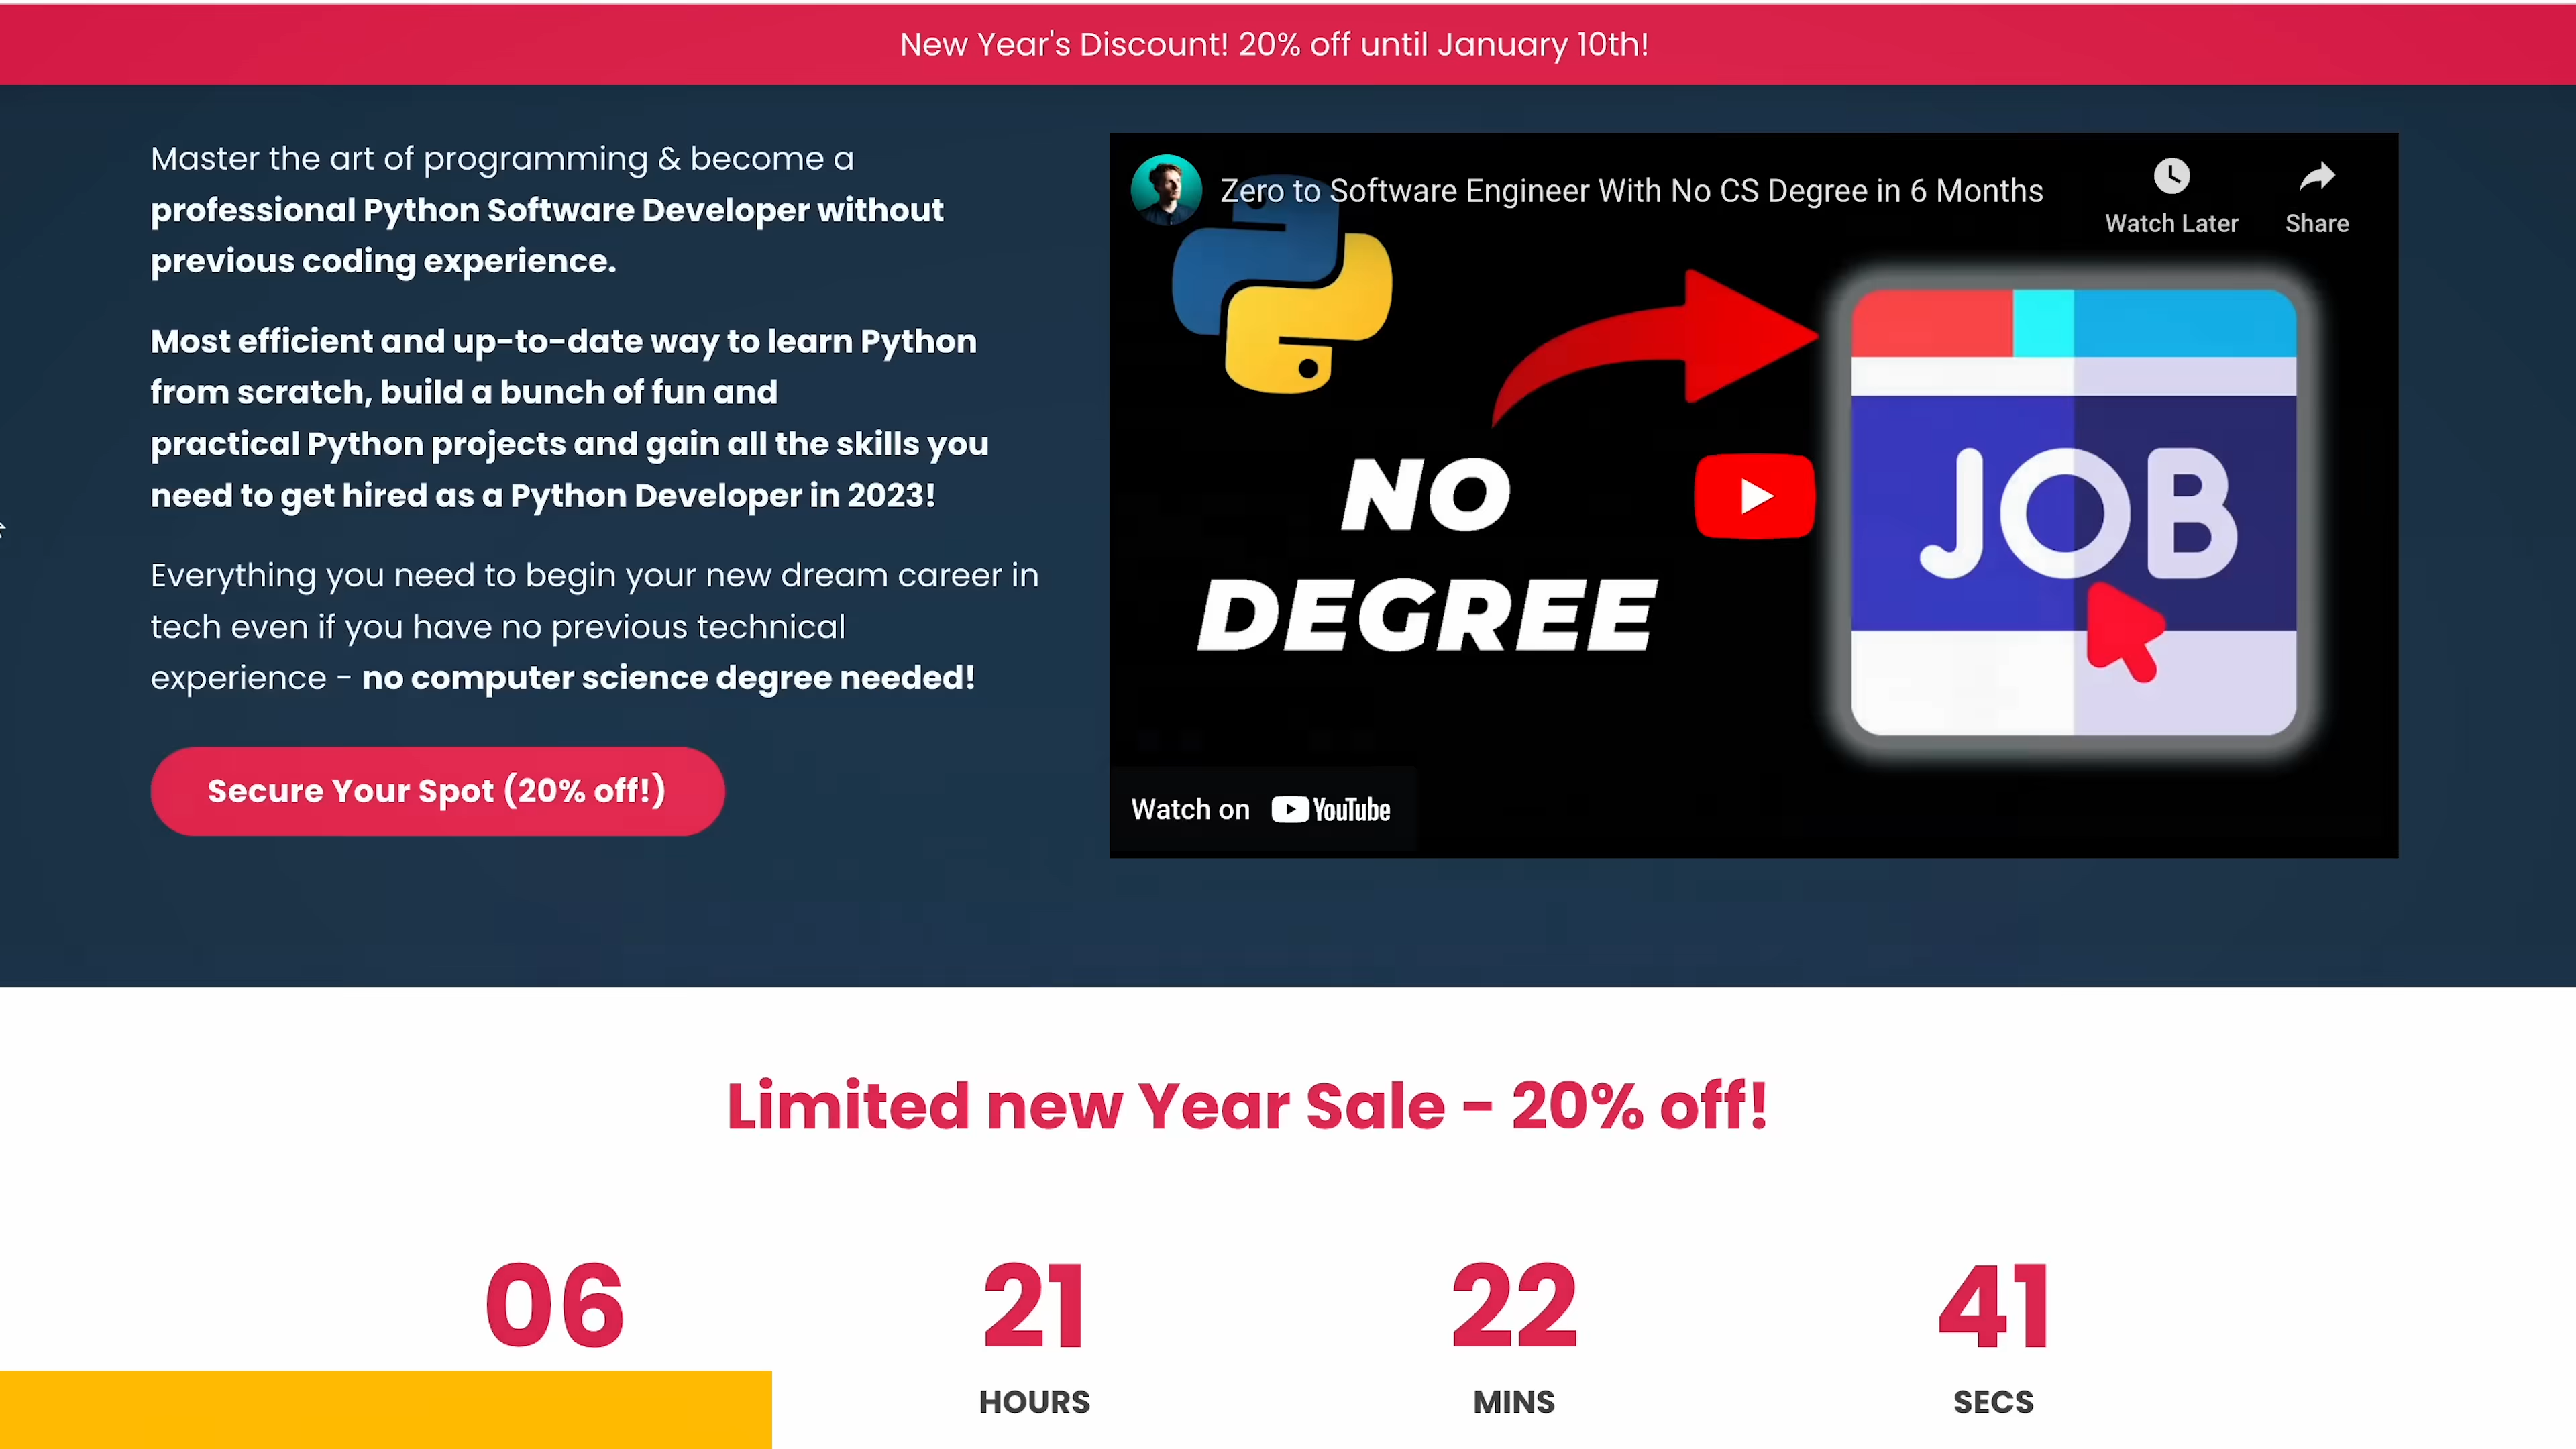 New Year's Discount! 20% off until January 10th!
Master the art of programming & become a
professional Python Software Developer without
previous coding experience.
Most efficient and up-to-date way to learn Python
from scratch, build a bunch of fun and
practical Python projects and gain all the skills you
need to get hired as a Python Developer in 2023!
Everything you need to begin your new dream career in
tech even if you have no previous technical
experience - no computer science degree needed!
Secure Your Spot (20% off!)
Zero to Software Engineer With No CS Degree in 6 Months
Watch Later
Share
NO
DEGREE
JOB
Watch on YouTube
Limited new Year Sale - 20% off!
06 21 22 41
HOURS MINS SECS